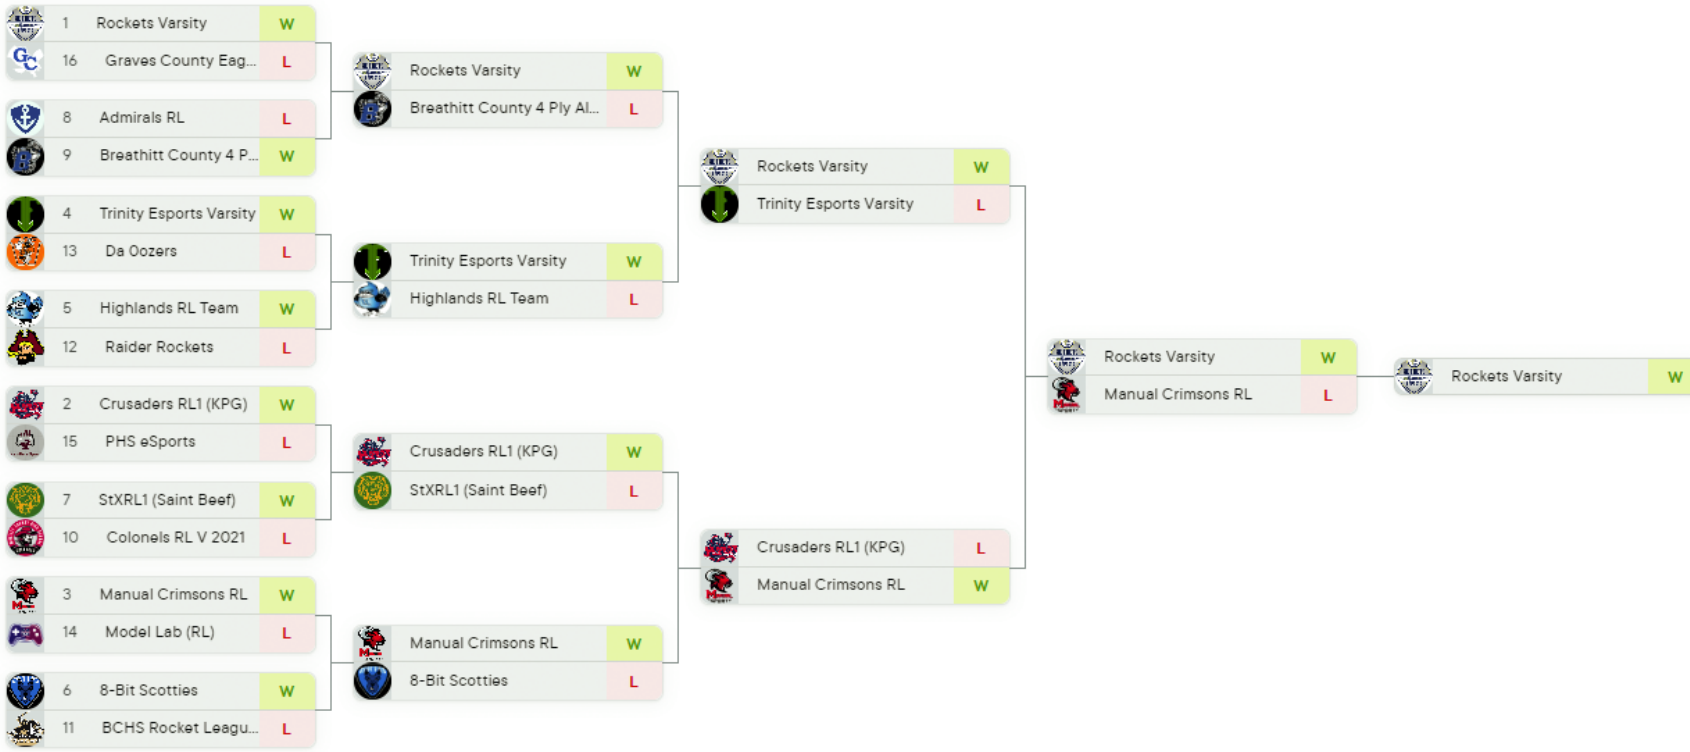 1 Rockets Varsity W
16 Graves County Eag... L
8 Admirals RL L
9 Breathitt County 4 P... W
4 Trinity Esports Varsity W
13 Da Oozers L
5 Highlands RL Team W
12 Raider Rockets L
2 Crusaders RL1 (KPG) W
15 PHS eSports L
7 StXRL1 (Saint Beef) W
10 Colonels RL V 2021 L
3 Manual Crimsons RL W
14 Model Lab (RL) L
6 8-Bit Scotties W
11 BCHS Rocket Leagu... L
Rockets Varsity W
Breathitt County 4 Ply Al... L
Trinity Esports Varsity W
Highlands RL Team L
Crusaders RL1 (KPG) W
StXRL1 (Saint Beef) L
Manual Crimsons RL W
8-Bit Scotties L
Rockets Varsity W
Trinity Esports Varsity L
Crusaders RL1 (KPG) L
Manual Crimsons RL W
Rockets Varsity W
Manual Crimsons RL L
Rockets Varsity W